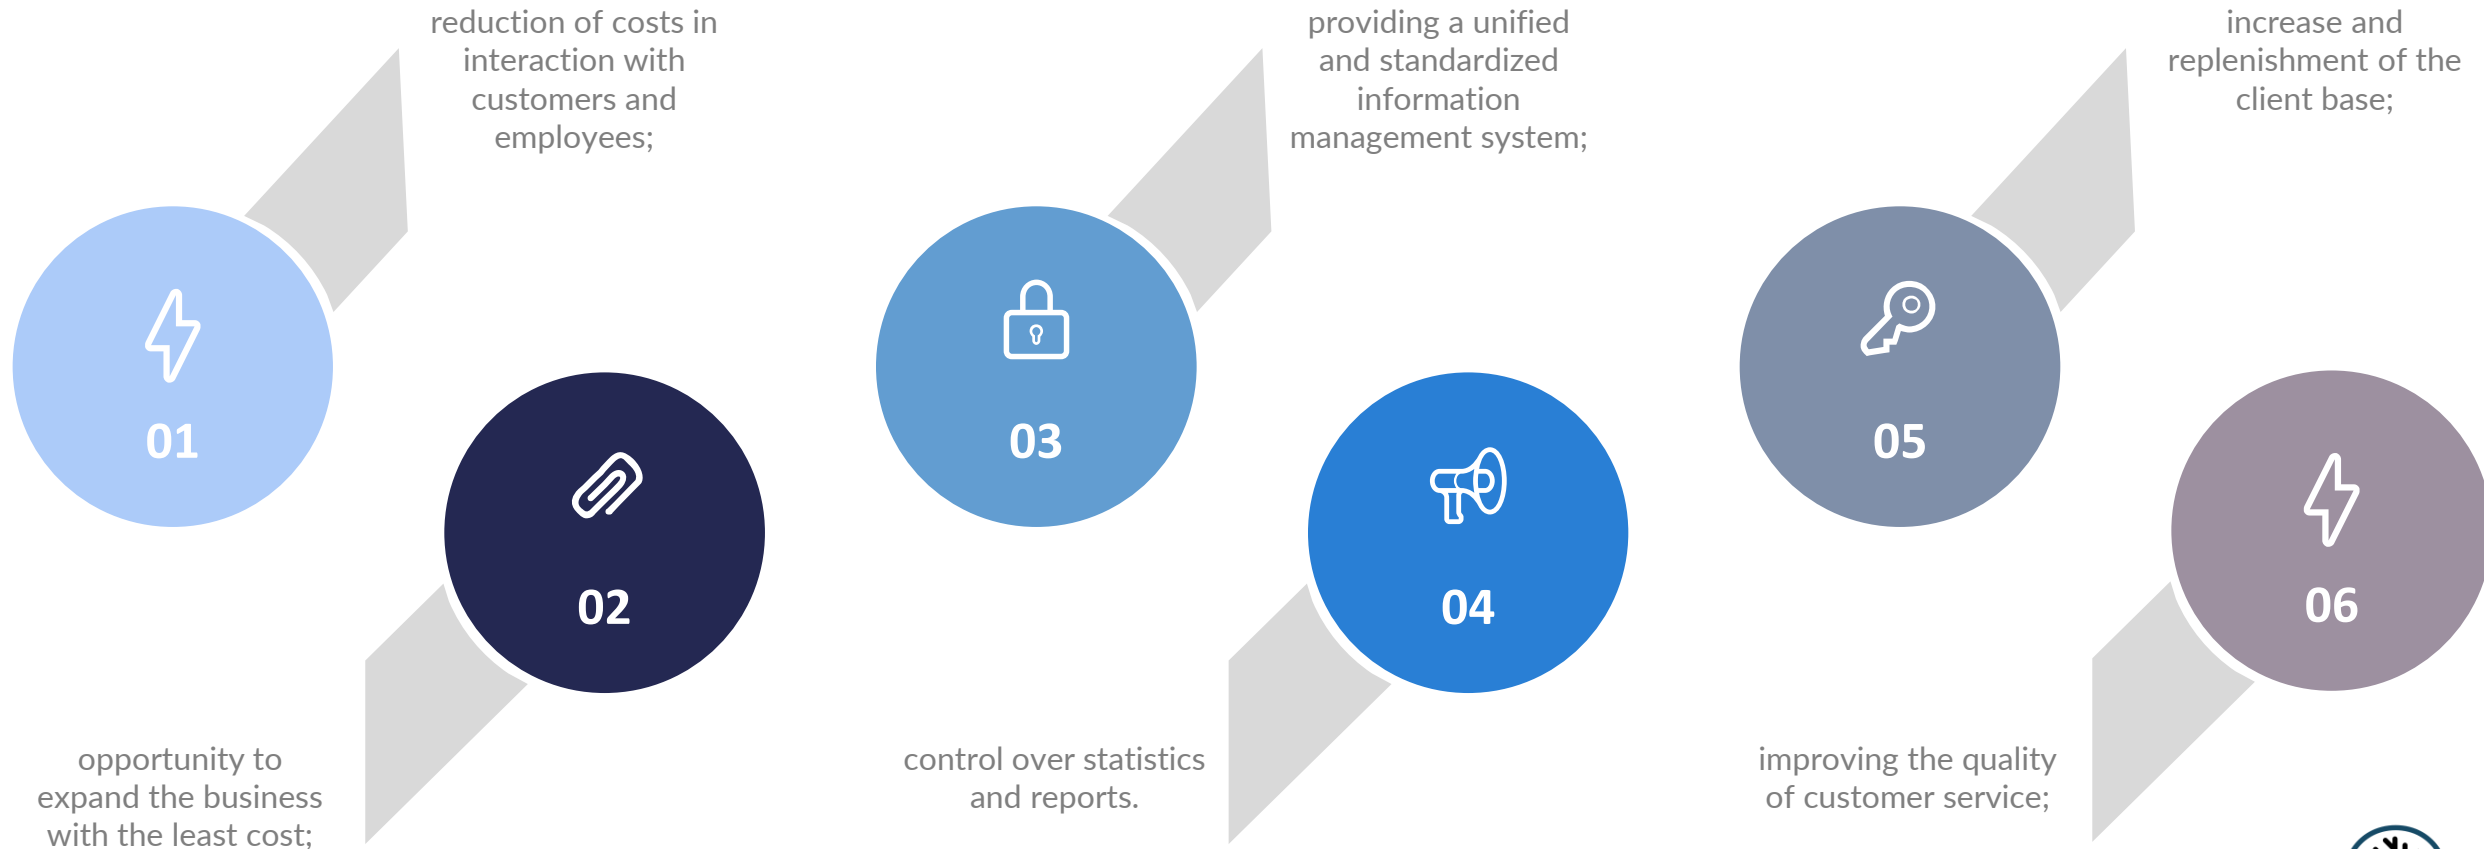 reduction of costs in
interaction with
customers and
employees;
01
opportunity to
expand the business
with the least cost;
02
providing a unified
and standardized
information
management system;
03
control over statistics
and reports.
04
increase and
replenishment of the
client base;
05
improving the quality
of customer service;
06